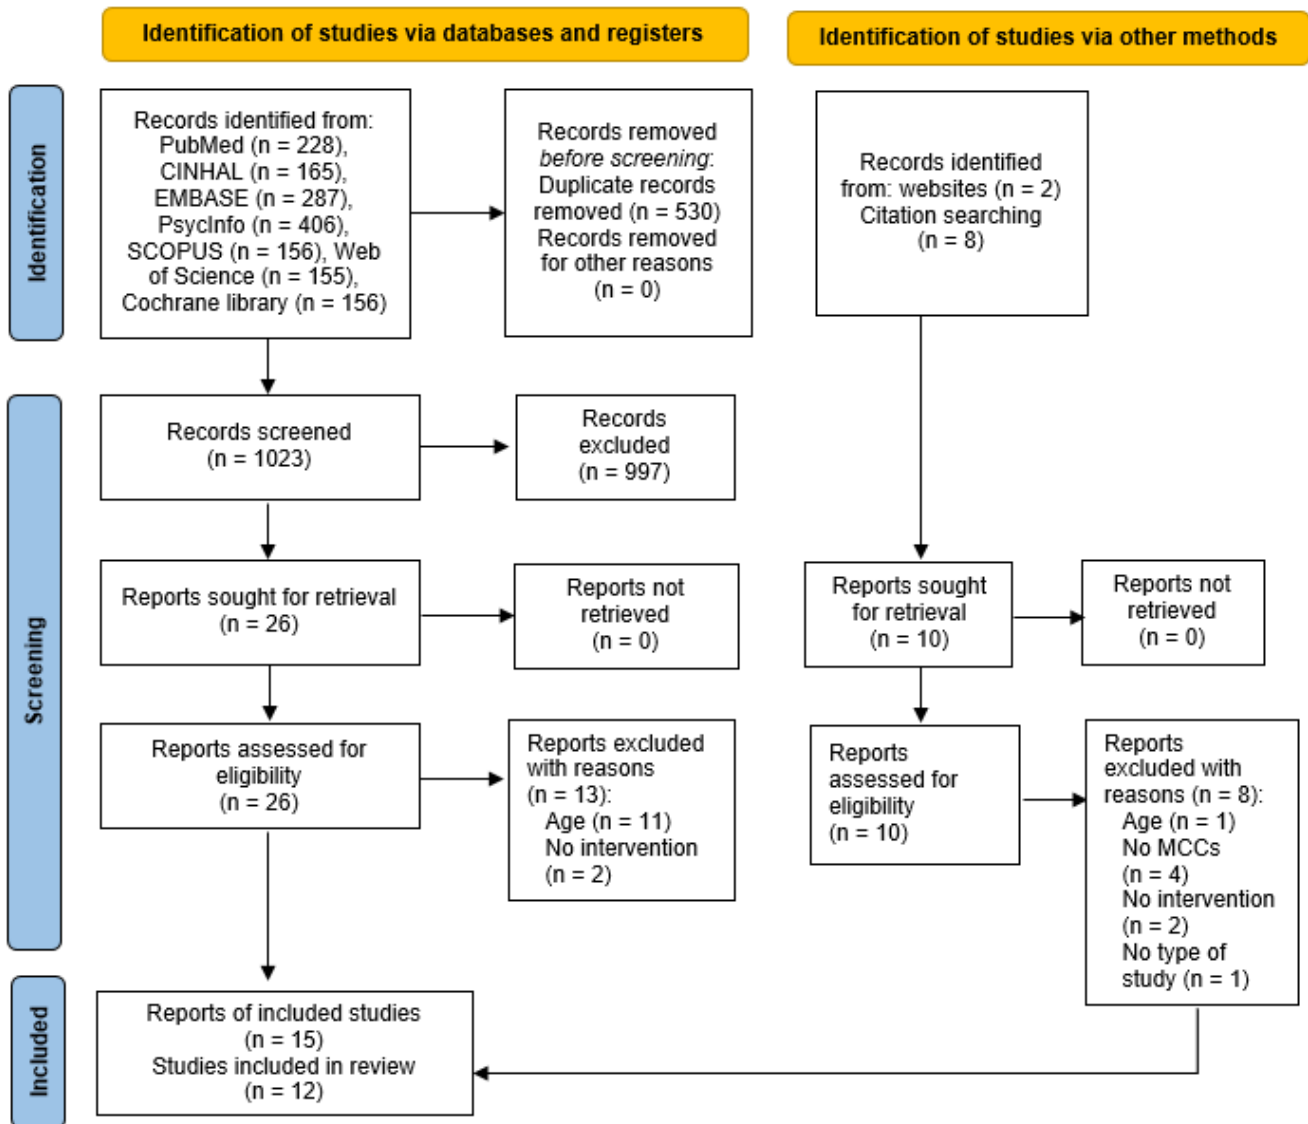 Identification of studies via databases and registers
Identification of studies via other methods
Identification
Records identified from:
PubMed (n = 228),
CINHAL (n = 165),
EMBASE (n = 287),
PsycInfo (n = 406),
SCOPUS (n = 156), Web
of Science (n = 155),
Cochrane library (n = 156)
Records removed
before screening:
Duplicate records
removed (n = 530)
Records removed
for other reasons
(n = 0)
Records identified
from: websites (n = 2)
Citation searching
(n = 8)
Screening
Records screened
(n = 1023)
Records
excluded
(n = 997)
Reports sought for retrieval
(n = 26)
Reports not
retrieved
(n = 0)
Reports sought
for retrieval
(n = 10)
Reports not
retrieved
(n = 0)
Reports assessed for
eligibility
(n = 26)
Reports excluded
with reasons
(n = 13):
Age (n = 11)
No intervention
(n = 2)
Reports
assessed for
eligibility
(n = 10)
Reports
excluded with
reasons (n = 8):
Age (n = 1)
No MCCs
(n = 4)
No intervention
(n = 2)
No type of
study (n = 1)
Included
Reports of included studies
(n = 15)
Studies included in review
(n = 12)